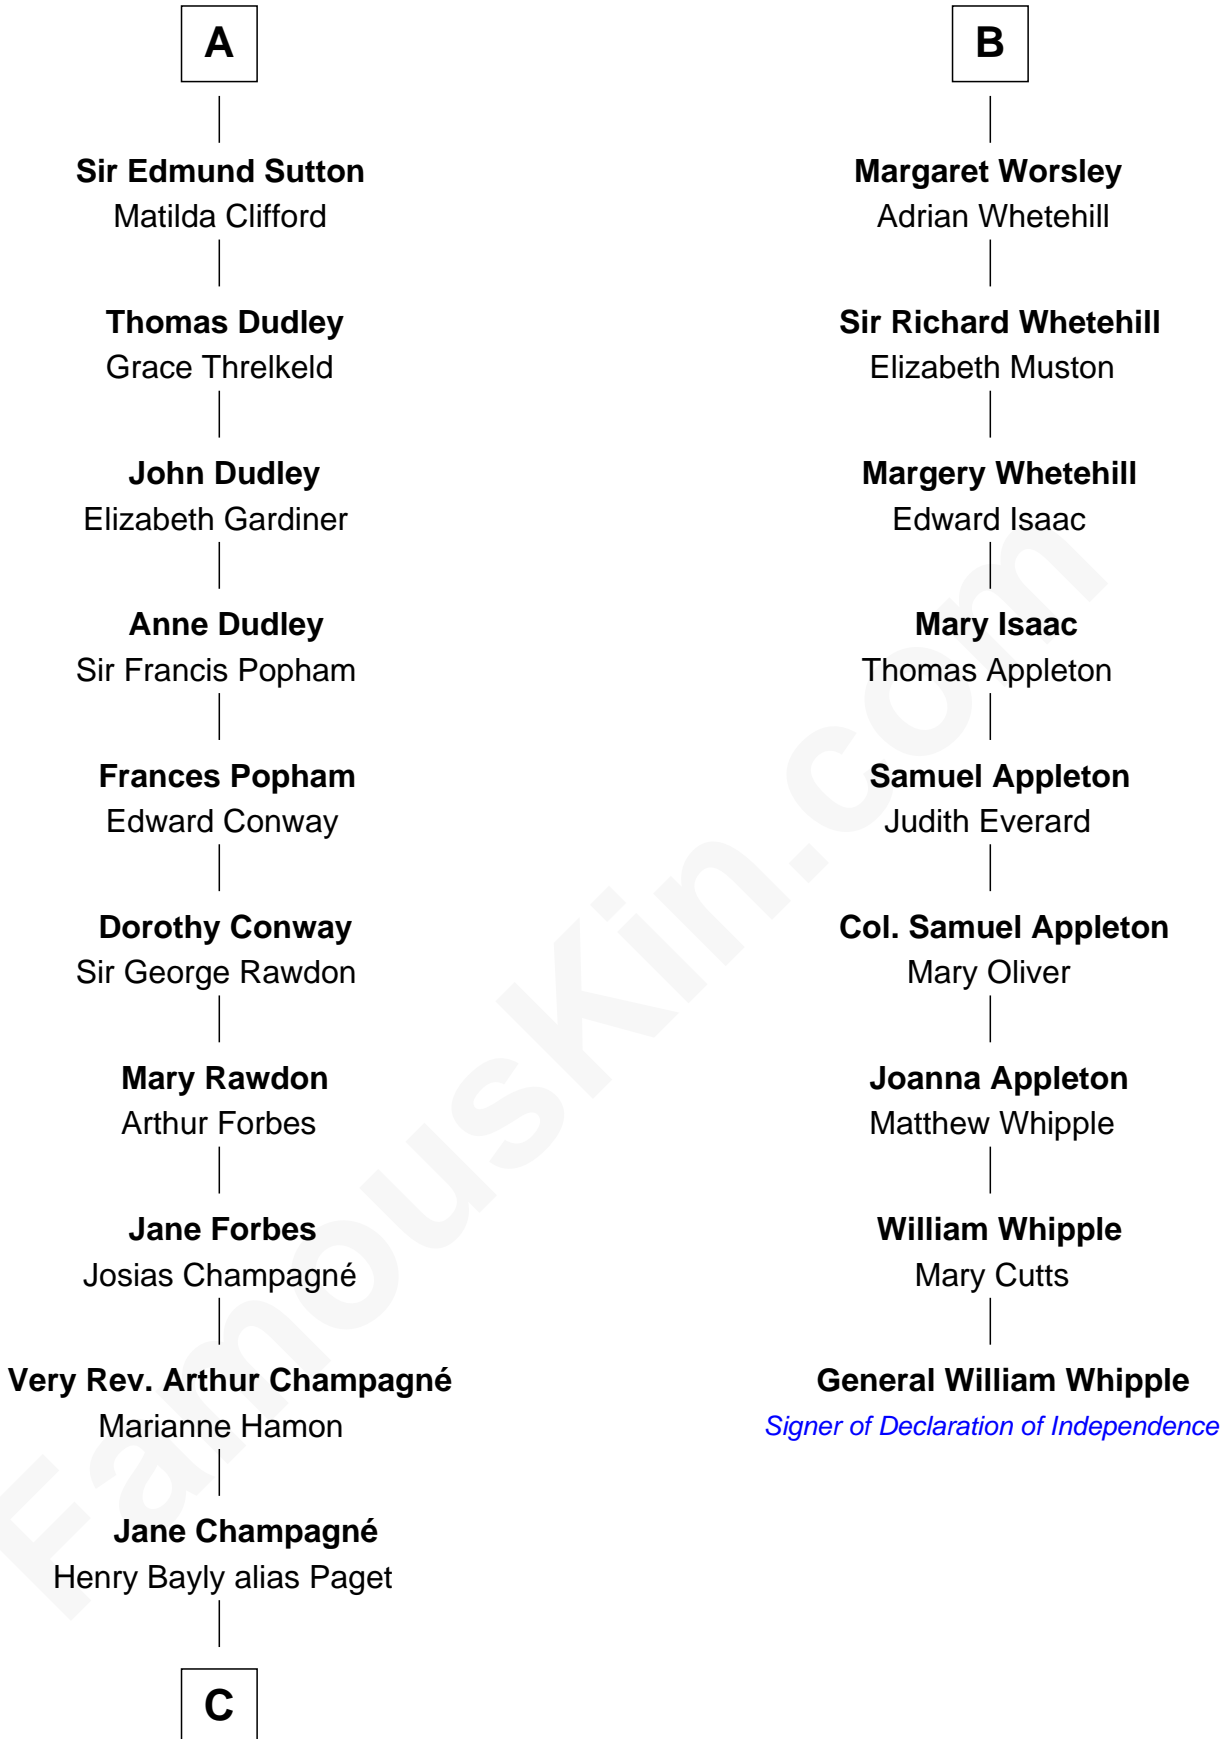 A
Sir Edmund Sutton
Matilda Clifford
Thomas Dudley
Grace Threlkeld
John Dudley
Elizabeth Gardiner
Anne Dudley
Sir Francis Popham
Frances Popham
Edward Conway
Dorothy Conway
Sir George Rawdon
Mary Rawdon
Arthur Forbes
Jane Forbes
Josias Champagné
Very Rev. Arthur Champagné
Marianne Hamon
Jane Champagné
Henry Bayly alias Paget
C
B
Margaret Worsley
Adrian Whetehill
Sir Richard Whetehill
Elizabeth Muston
Margery Whetehill
Edward Isaac
Mary Isaac
Thomas Appleton
Samuel Appleton
Judith Everard
Col. Samuel Appleton
Mary Oliver
Joanna Appleton
Matthew Whipple
William Whipple
Mary Cutts
General William Whipple
Signer of Declaration of Independence
FamousKin.com